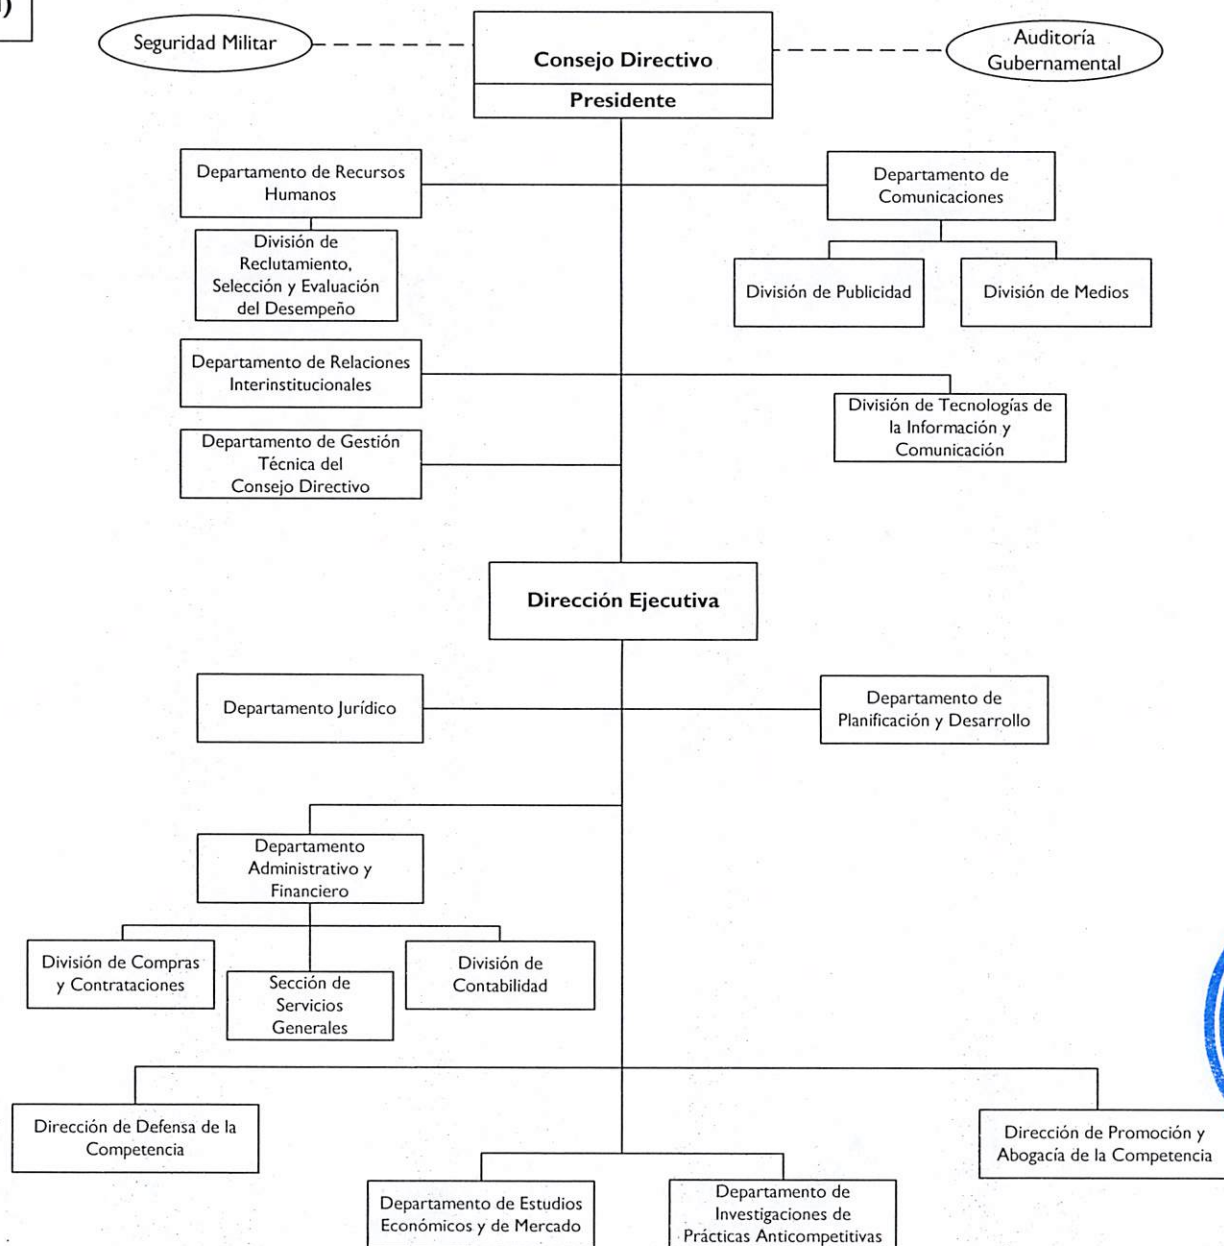 Seguridad Militar
Consejo Directivo
Presidente
Auditoría
Gubernamental
Departamento de Recursos
Humanos
División de
Reclutamiento,
Selección y Evaluación
del Desempeño
Departamento de
Comunicaciones
División de Publicidad
División de Medios
Departamento de Relaciones
Interinstitucionales
División de Tecnologías de
la Información y
Comunicación
Departamento de Gestión
Técnica del
Consejo Directivo
Dirección Ejecutiva
Departamento Jurídico
Departamento de
Planificación y Desarrollo
Departamento
Administrativo y
Financiero
División de Compras
y Contrataciones
Sección de
Servicios
Generales
División de
Contabilidad
Dirección de Defensa de la
Competencia
Dirección de Promoción y
Abogacía de la Competencia
Departamento de Estudios
Económicos y de Mercado
Departamento de
Investigaciones de
Prácticas Anticompetitivas